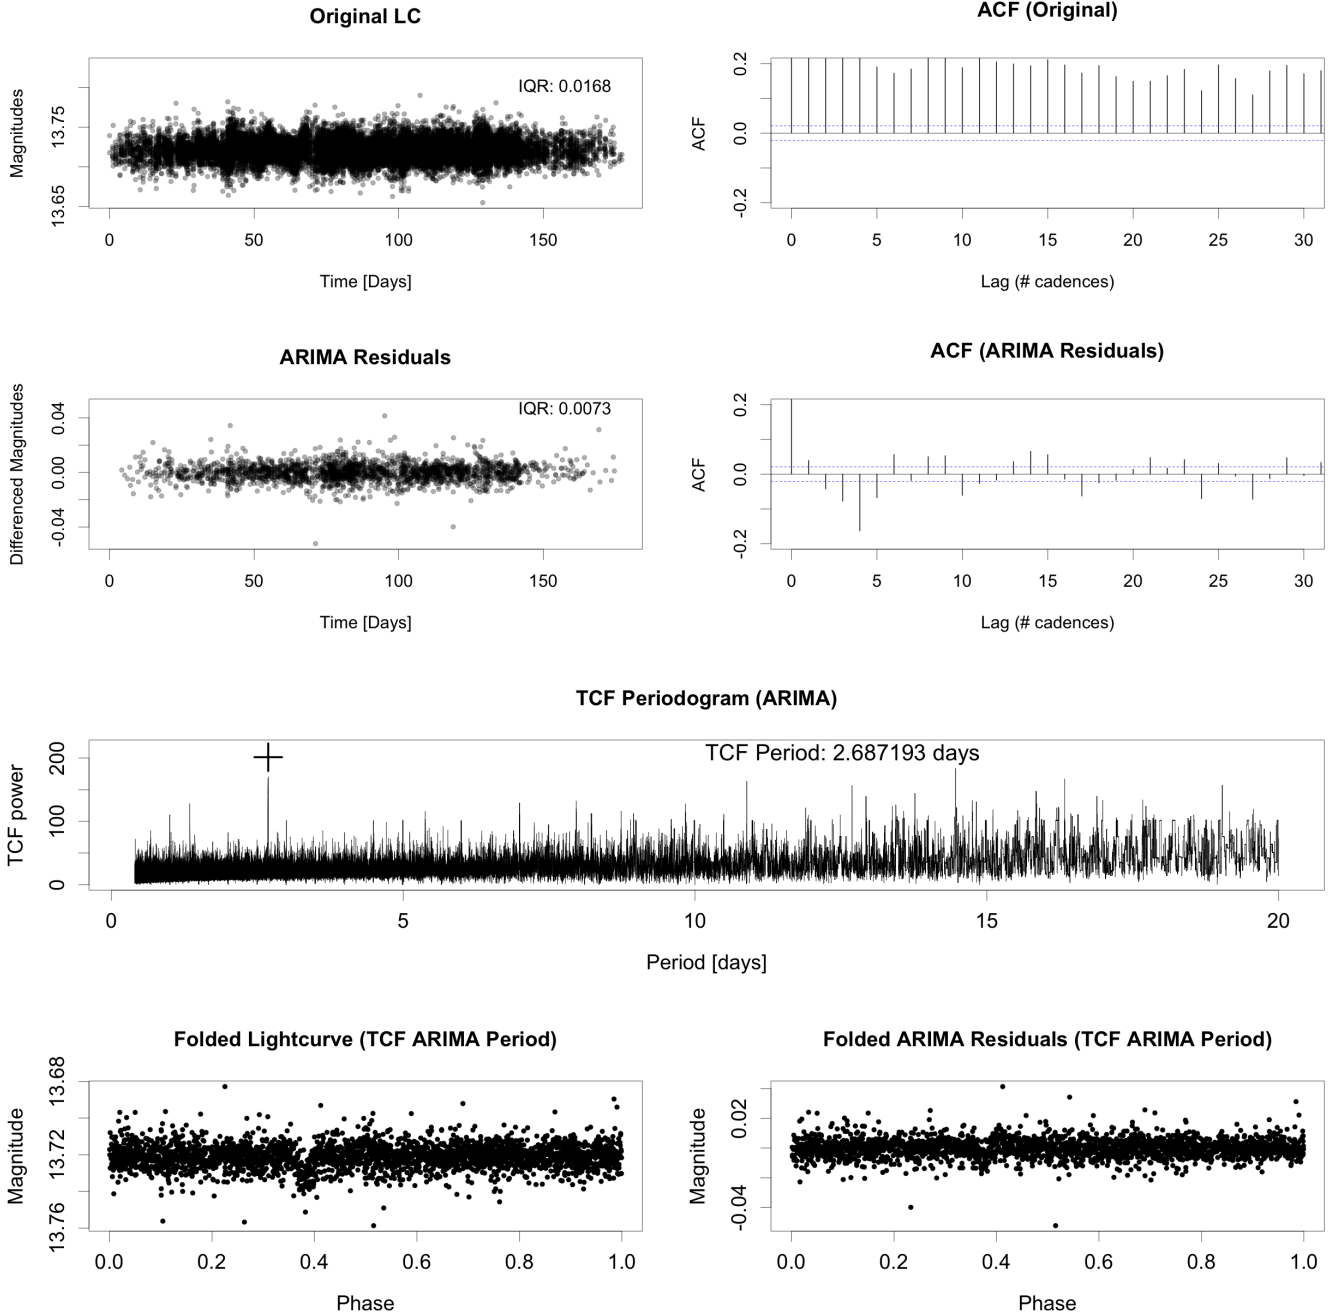 Original LC
Magnitudes
13.65
13.75
IQR: 0.0168
0 50 100 150
Time [Days]
ACF (Original)
ACF
-0.2 0.0 0.2
0 5 10 15 20 25 30
Lag (# cadences)
ARIMA Residuals
Differenced Magnitudes
-0.04 0.00 0.04
IQR: 0.0073
0 50 100 150
Time [Days]
ACF (ARIMA Residuals)
ACF
-0.2 0.0 0.2
0 5 10 15 20 25 30
Lag (# cadences)
TCF Periodogram (ARIMA)
TCF power
0 50 100 200
TCF Period: 2.687193 days
0 5 10 15 20
Period [days]
Folded Lightcurve (TCF ARIMA Period)
Magnitude
13.76 13.72 13.68
0.0 0.2 0.4 0.6 0.8 1.0
Phase
Folded ARIMA Residuals (TCF ARIMA Period)
Magnitude
-0.04 0.02
0.0 0.2 0.4 0.6 0.8 1.0
Phase